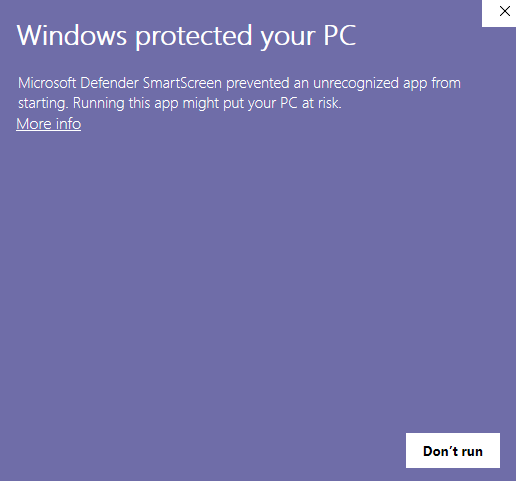 Windows protected your PC
Microsoft Defender SmartScreen prevented an unrecognized app from
starting. Running this app might put your PC at risk.
More info
Don’t run